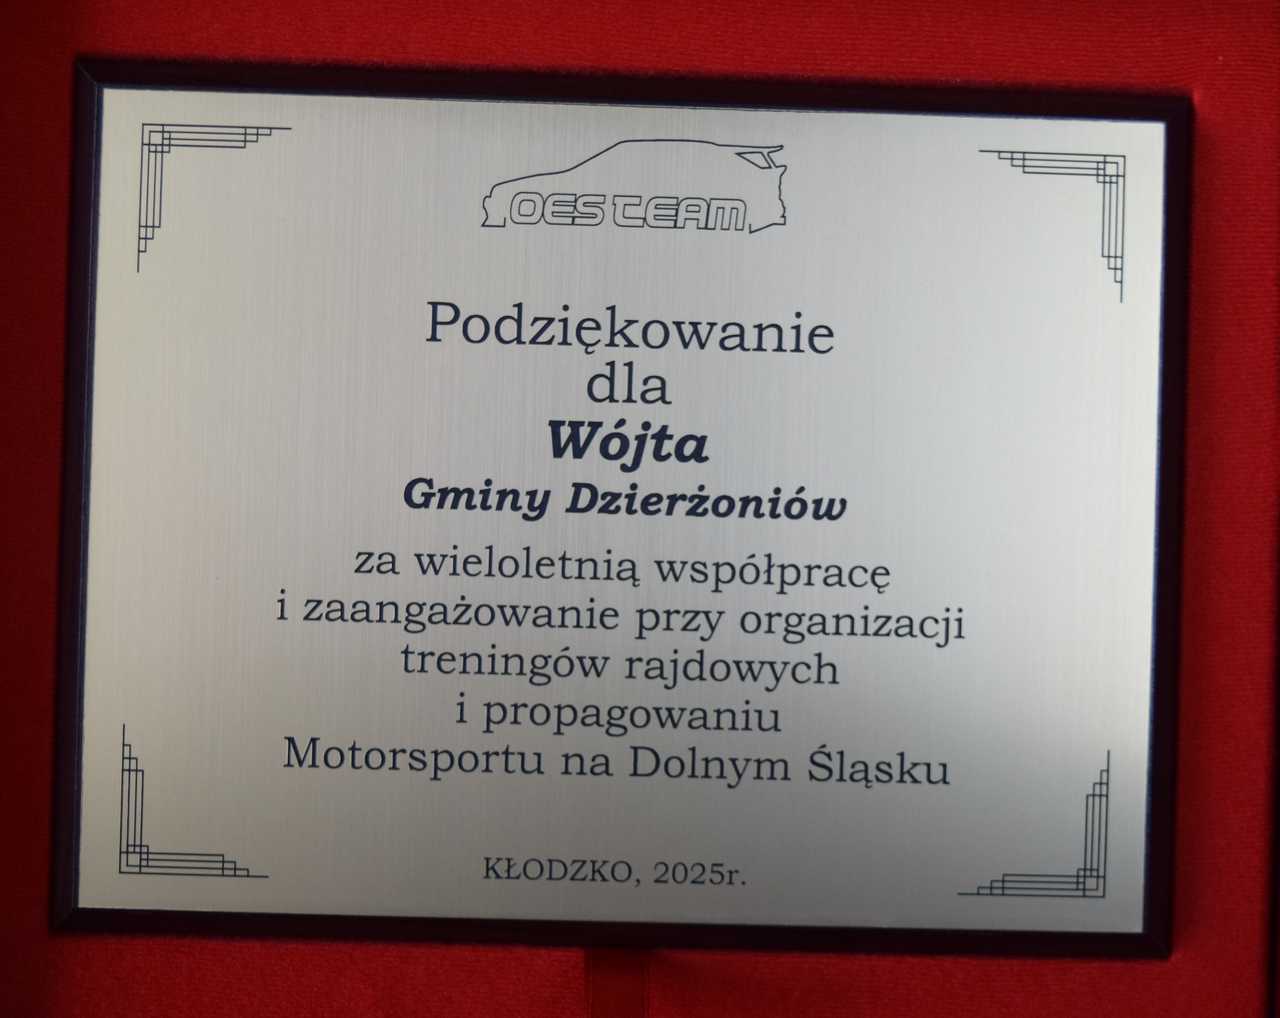 OES TEAM
Podziękowanie
dla
Wójta
Gminy Dzierżoniów
za wieloletnią współpracę
i zaangażowanie przy organizacji
treningów rajdowych
i propagowaniu
Motorsportu na Dolnym Śląsku
KŁODZKO, 2025r.